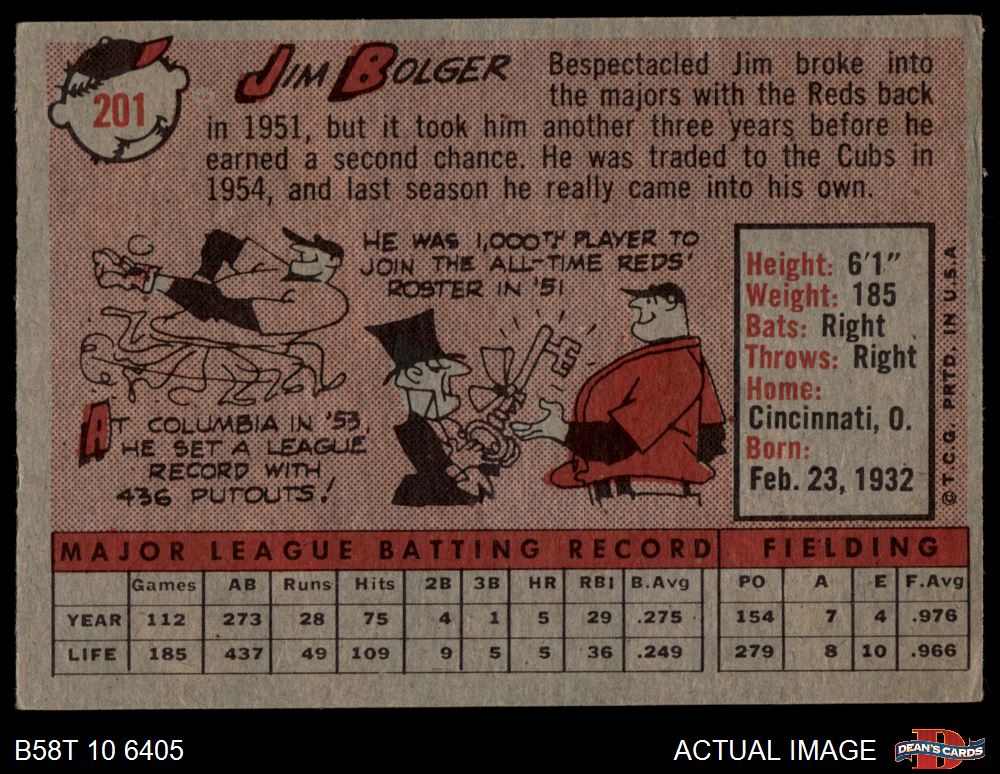 201
JIM BOLGER
Bespectacled Jim broke into
the majors with the Reds back
in 1951, but it took him another three years before he
earned a second chance. He was traded to the Cubs in
1954, and last season he really came into his own.
HE WAS 1,000TH PLAYER TO
JOIN THE ALL-TIME REDS'
ROSTER IN '51
AT COLUMBIA IN '53
HE SET A LEAGUE
RECORD WITH
436 PUTOUTS!
Height: 6'1"
Weight: 185
Bats: Right
Throws: Right
Home:
Cincinnati, O.
Born:
Feb. 23, 1932
© T.C.G. PRTD. IN U.S.A
MAJOR LEAGUE BATTING RECORD FIELDING
Games AB Runs Hits 2B 3B HR RBI B.Avg PO A E F.Avg
YEAR 112 273 28 75 4 1 5 29 .275 154 7 4 .976
LIFE 185 437 49 109 9 5 5 36 .249 279 8 10 .966
B58T 10 6405
ACTUAL IMAGE
DEAN'S CARDS